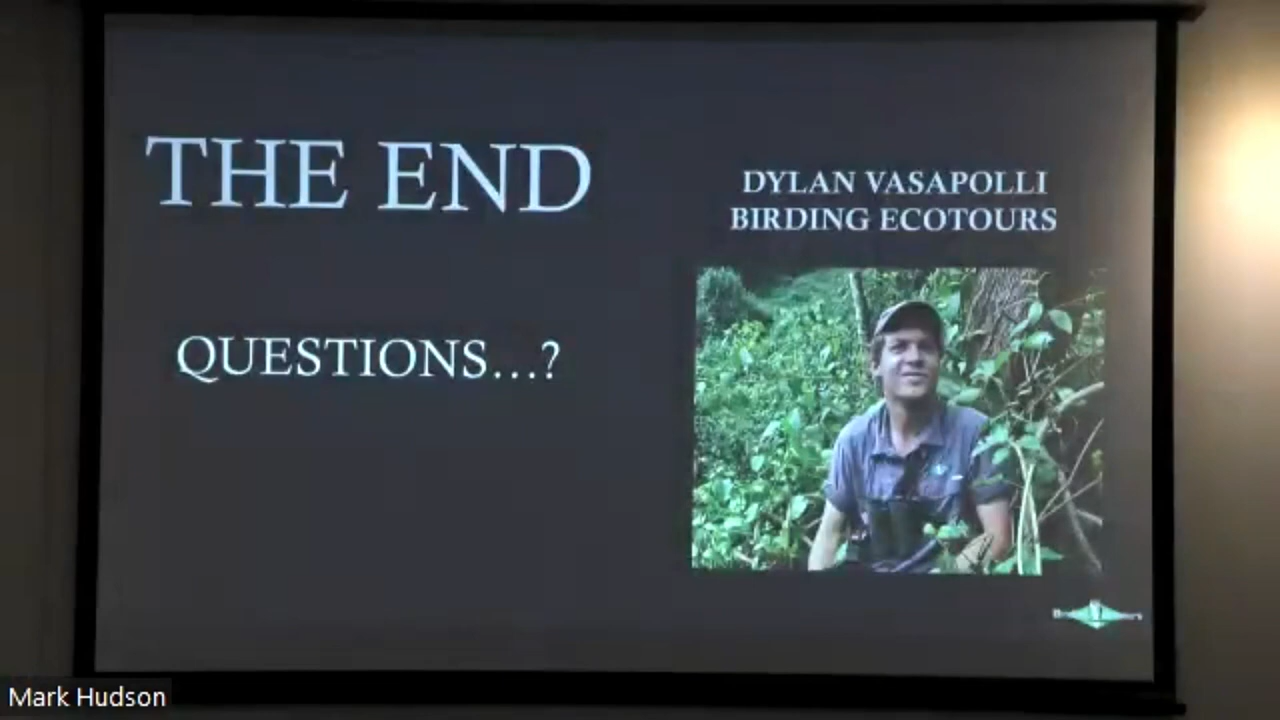 THE END
QUESTIONS...?
DYLAN VASAPOLLI
BIRDING ECOTOURS
Mark Hudson